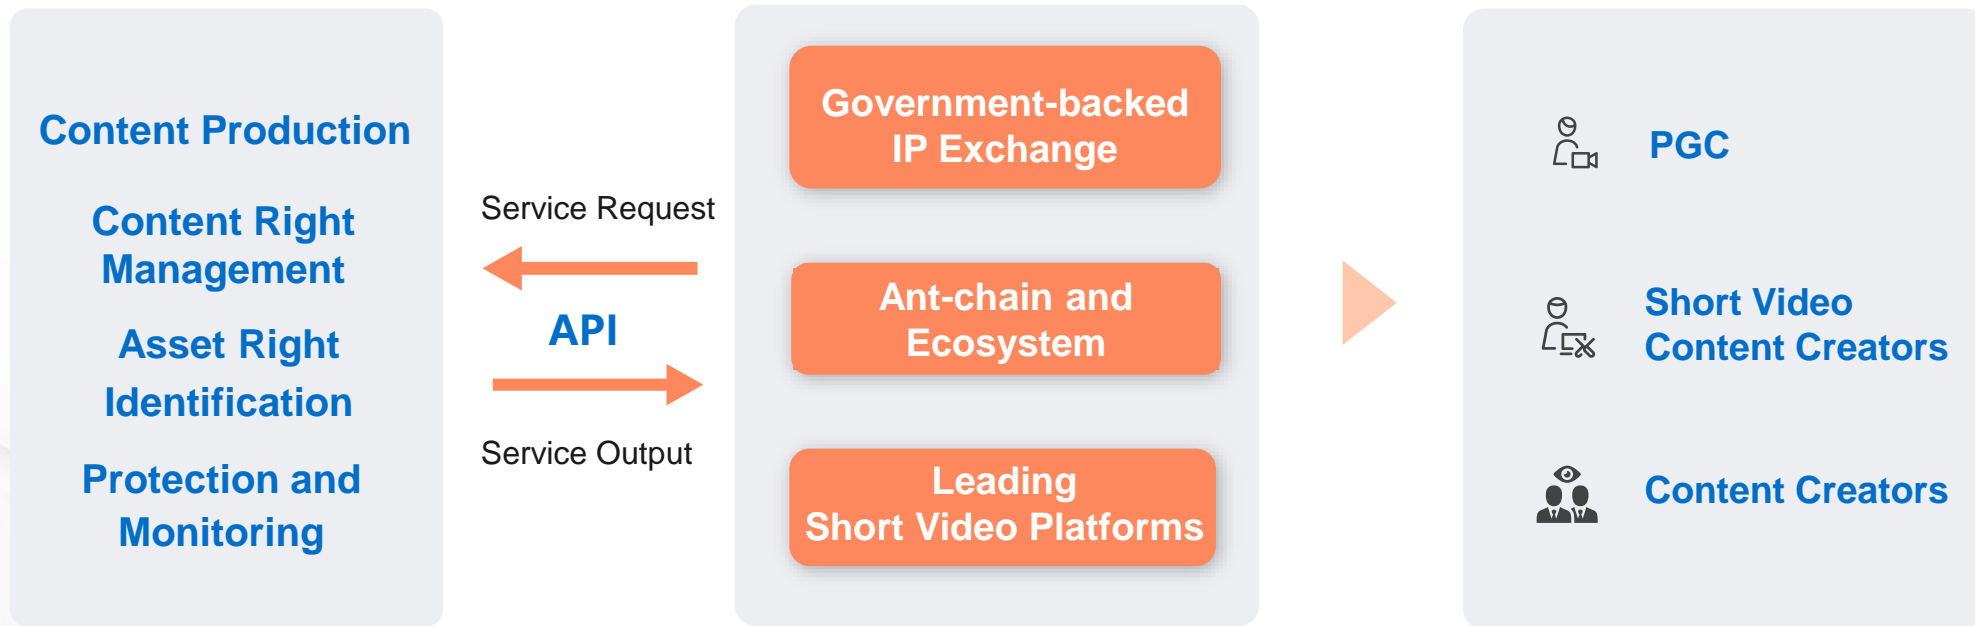 Content Production
Content Right
Management
Asset Right
Identification
Protection and
Monitoring
Service Request
API
Service Output
Government-backed
IP Exchange
Ant-chain and
Ecosystem
Leading
Short Video Platforms
PGC
Short Video
Content Creators
Content Creators